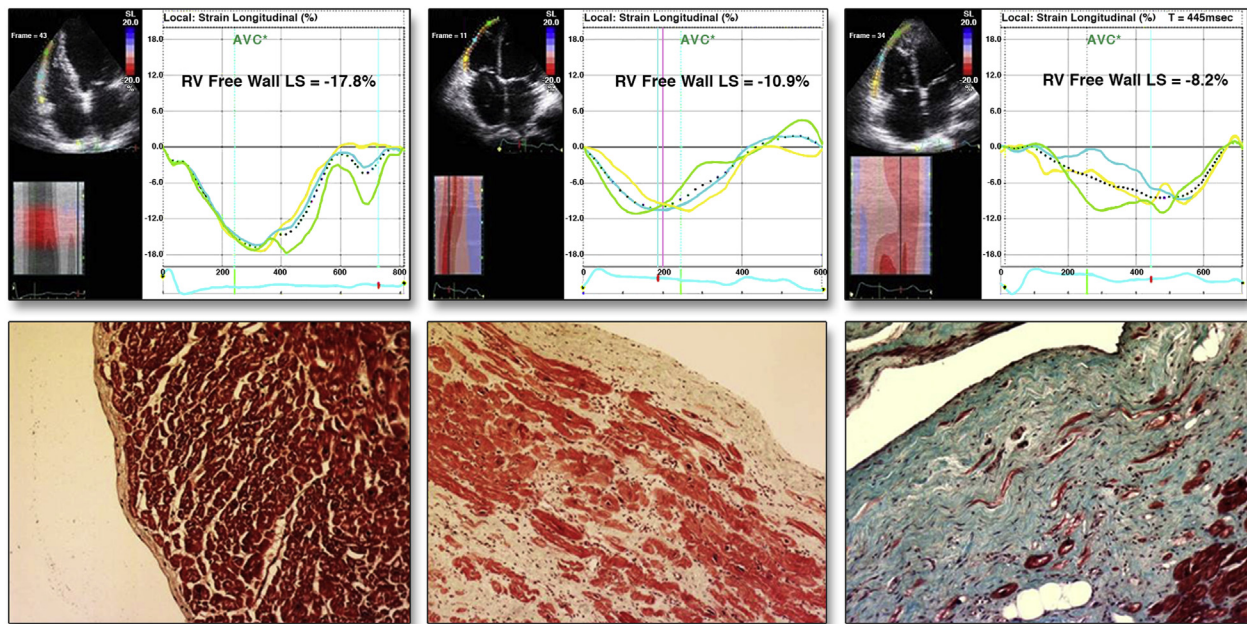 SL
Frame = 43
20.0
-20.0
%
Local: Strain Longitudinal (%)
18.0
AVC*
12.0
RV Free Wall LS = -17.8%
6.0
0.0
-6.0
-12.0
-18.0
0
200
400
600
800
SL
Frame = 11
20.0
-20.0
%
Local: Strain Longitudinal (%)
18.0
AVC*
12.0
RV Free Wall LS = -10.9%
6.0
0.0
-6.0
-12.0
-18.0
0
200
400
600
SL
Frame = 34
20.0
-20.0
%
Local: Strain Longitudinal (%) T = 445msec
18.0
AVC*
12.0
RV Free Wall LS = -8.2%
6.0
0.0
-6.0
-12.0
-18.0
0
200
400
600